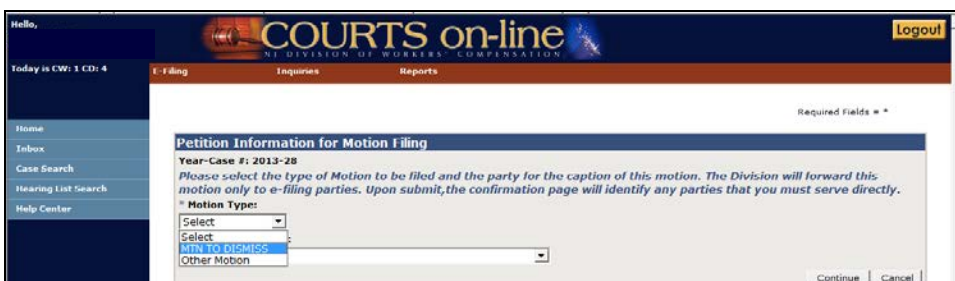 Hello,
COURTS on-line
NJ DIVISION OF WORKERS' COMPENSATION
Logout
Today is CW: 1 CD: 4
E-Filing Inquiries Reports
Required Fields = *
Home
Inbox
Case Search
Hearing List Search
Help Center
Petition Information for Motion Filing
Year-Case #: 2013-28
Please select the type of Motion to be filed and the party for the caption of this motion. The Division will forward this
motion only to e-filing parties. Upon submit,the confirmation page will identify any parties that you must serve directly.
* Motion Type:
Select
Select
MTN TO DISMISS
Other Motion
:
Continue Cancel